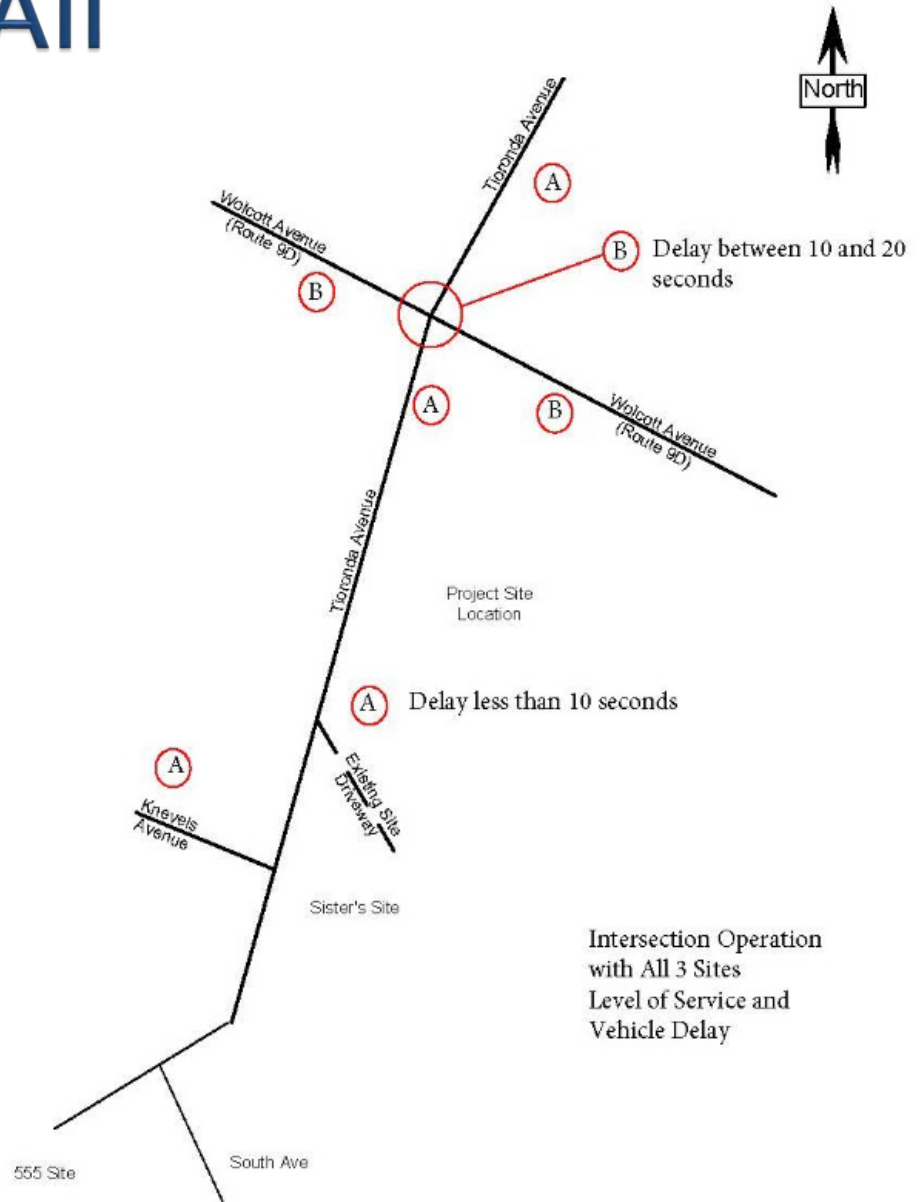 All
North
Tioronda Avenue
A
Wolcott Avenue
(Route 9D)
B
B Delay between 10 and 20
seconds
A
B
Wolcott Avenue
(Route 9D)
Tioronda Avenue
Project Site
Location
A Delay less than 10 seconds
A
Existing Site
Driveway
Knevels
Avenue
Sister's Site
Intersection Operation
with All 3 Sites
Level of Service and
Vehicle Delay
South Ave
555 Site